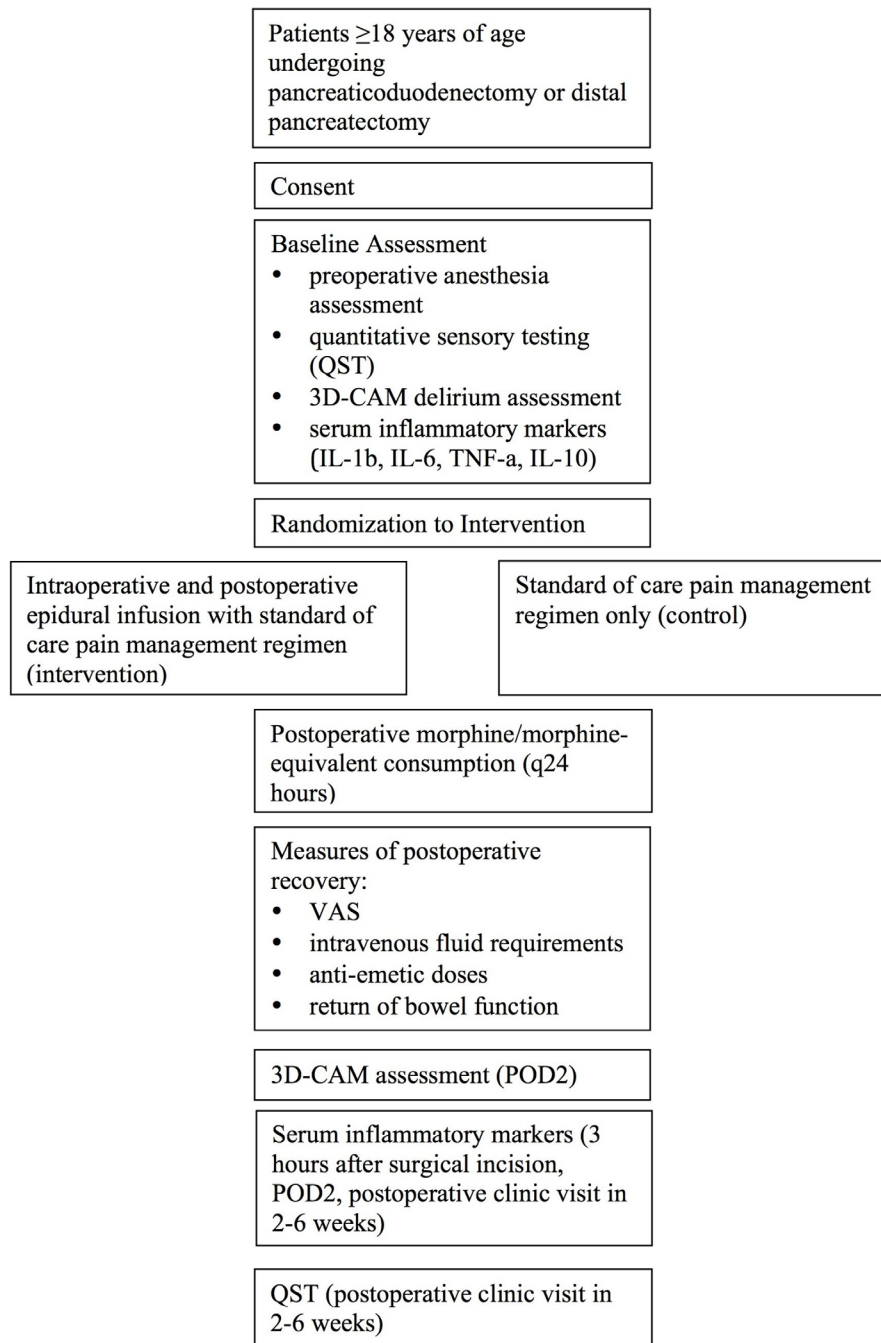 Patients ≥18 years of age
undergoing
pancreaticoduodenectomy or distal
pancreatectomy
Consent
Baseline Assessment
• preoperative anesthesia
assessment
• quantitative sensory testing
(QST)
• 3D-CAM delirium assessment
• serum inflammatory markers
(IL-1b, IL-6, TNF-a, IL-10)
Randomization to Intervention
Intraoperative and postoperative
epidural infusion with standard of
care pain management regimen
(intervention)
Standard of care pain management
regimen only (control)
Postoperative morphine/morphine-
equivalent consumption (q24
hours)
Measures of postoperative
recovery:
• VAS
• intravenous fluid requirements
• anti-emetic doses
• return of bowel function
3D-CAM assessment (POD2)
Serum inflammatory markers (3
hours after surgical incision,
POD2, postoperative clinic visit in
2-6 weeks)
QST (postoperative clinic visit in
2-6 weeks)